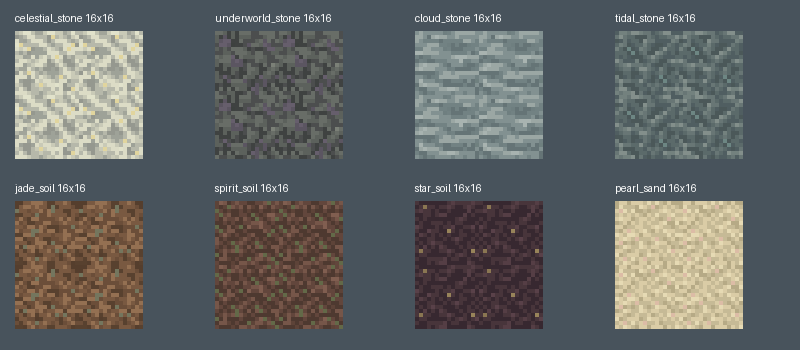 celestial_stone 16x16
underworld_stone 16x16
cloud_stone 16x16
tidal_stone 16x16
jade_soil 16x16
spirit_soil 16x16
star_soil 16x16
pearl_sand 16x16